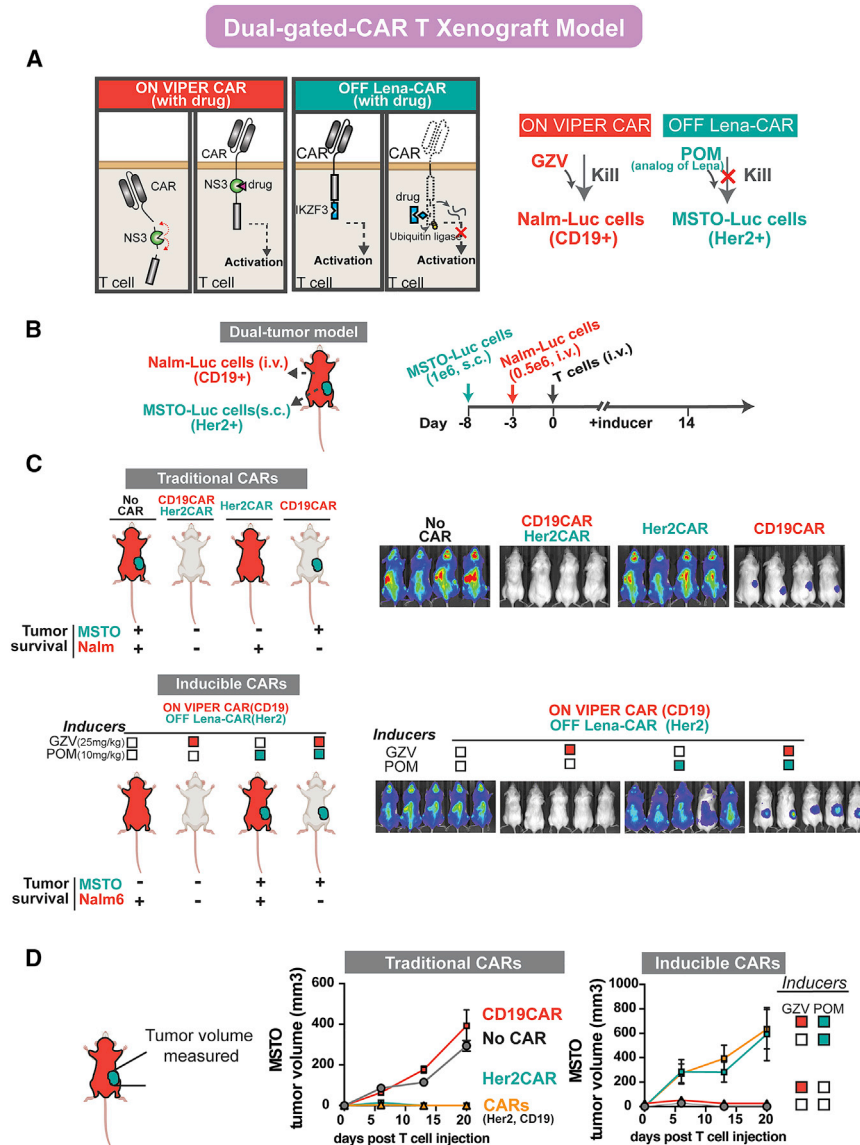 Dual-gated-CAR T Xenograft Model
A
ON VIPER CAR
(with drug)
OFF Lena-CAR
(with drug)
CAR
NS3
T cell
CAR
NS3
drug
Activation
T cell
CAR
IKZF3
Activation
T cell
CAR
drug
Ubiquitin ligase
Activation
T cell
ON VIPER CAR
GZV
Kill
Nalm-Luc cells
(CD19+)
OFF Lena-CAR
POM
(analog of Lena)
Kill
MSTO-Luc cells
(Her2+)
B
Dual-tumor model
Nalm-Luc cells (i.v.)
(CD19+)
MSTO-Luc cells(s.c.)
(Her2+)
MSTO-Luc cells
(1e6, s.c.)
Nalm-Luc cells
(0.5e6, i.v.)
T cells (i.v.)
Day -8 -3 0 +inducer 14
C
Traditional CARs
No
CAR
CD19CAR
Her2CAR
Her2CAR
CD19CAR
Tumor
survival
MSTO + - - +
Nalm + - + -
No
CAR
CD19CAR
Her2CAR
Her2CAR
CD19CAR
Inducible CARs
ON VIPER CAR(CD19)
OFF Lena-CAR(Her2)
Inducers
GZV(25mg/kg)
POM(10mg/kg)
Tumor
survival
MSTO - - + +
Nalm6 + - + -
ON VIPER CAR (CD19)
OFF Lena-CAR (Her2)
Inducers
GZV
POM
D
Tumor volume
measured
Traditional CARs
MSTO
tumor volume (mm3)
600
400
200
0
0 5 10 15 20
days post T cell injection
CD19CAR
No CAR
Her2CAR
CARs
(Her2, CD19)
Inducible CARs
MSTO
tumor volume (mm3)
1000
800
600
400
200
0
0 5 10 15 20
days post T cell injection
Inducers
GZV POM